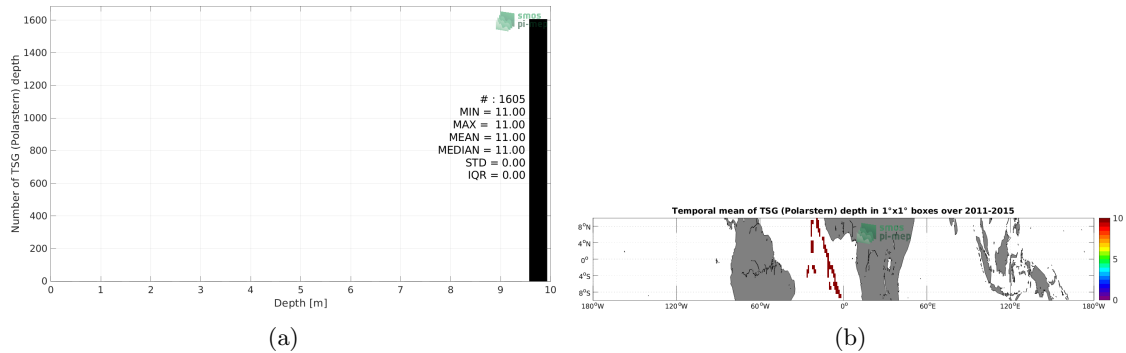 smos
pi-mep
1600
1400
1200
1000
800
600
400
200
0
Number of TSG (Polarstern) depth
# : 1605
MIN = 11.00
MAX = 11.00
MEAN = 11.00
MEDIAN = 11.00
STD = 0.00
IQR = 0.00
0 1 2 3 4 5 6 7 8 9 10
Depth [m]
(a)
Temporal mean of TSG (Polarstern) depth in 1°x1° boxes over 2011-2015
smos
pi-mep
8°N
4°N
0°
4°S
8°S
180°W 120°W 60°W 0° 60°E 120°E 180°W
10
5
0
(b)